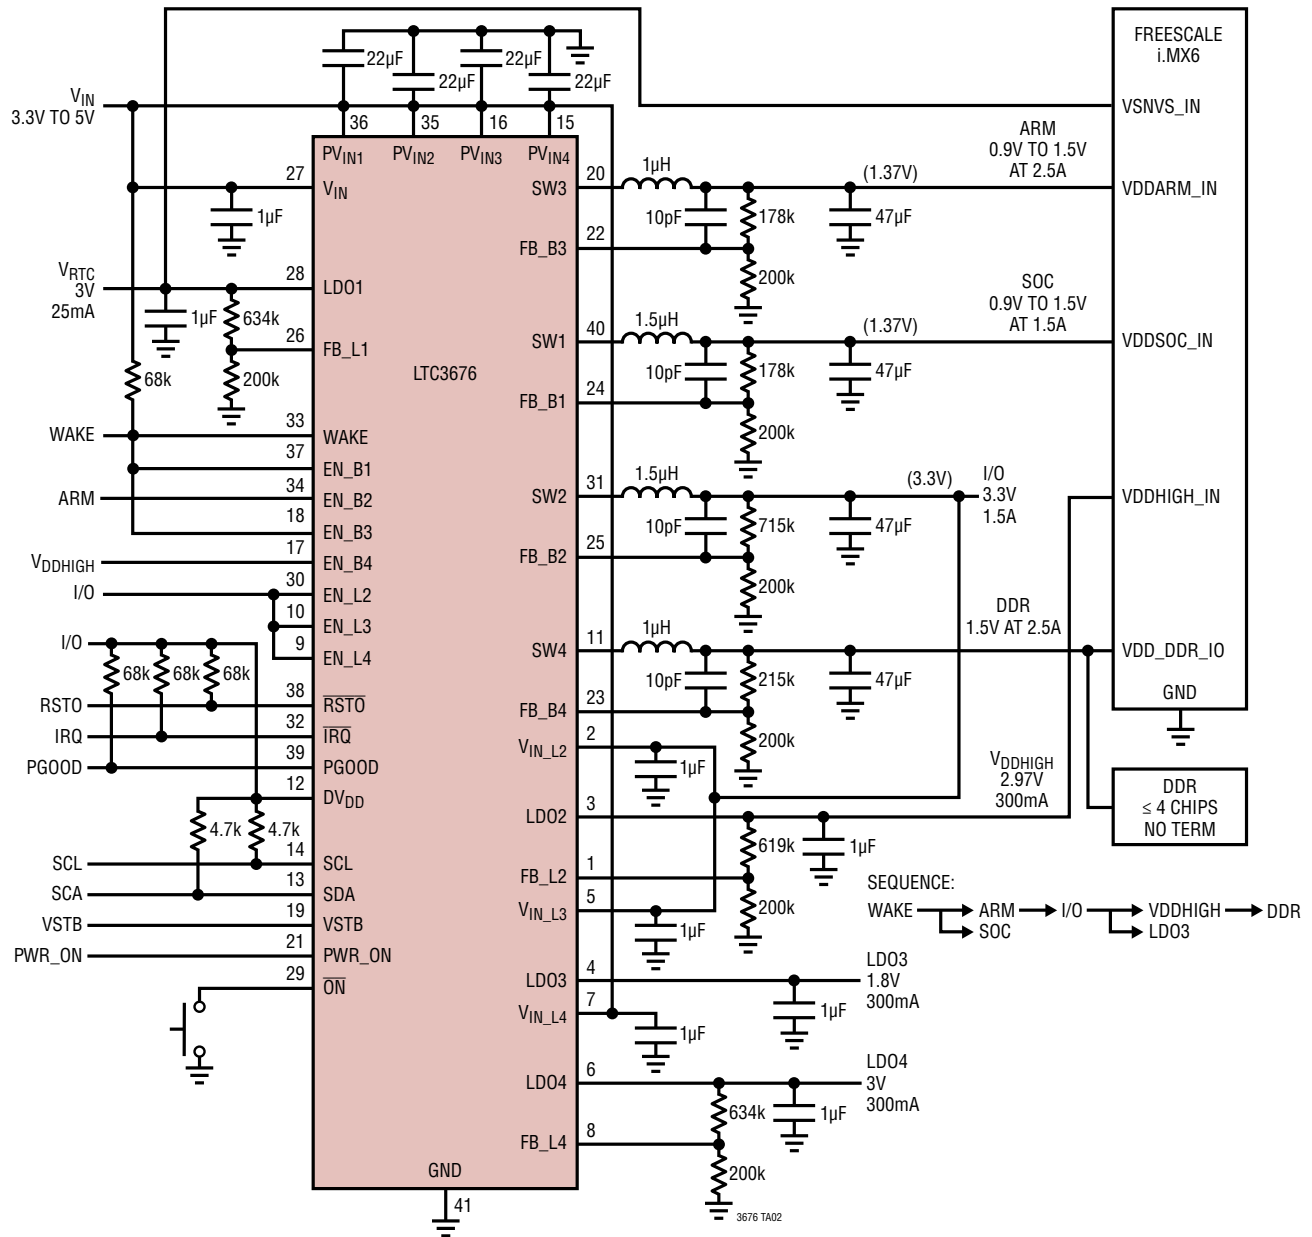 22µF
22µF
22µF
22µF
FREESCALE
i.MX6
VIN
3.3V TO 5V
36
35
16
15
VSNVS_IN
PVIN1
PVIN2
PVIN3
PVIN4
ARM
0.9V TO 1.5V
AT 2.5A
27
VIN
1µF
SW3
20
1µH
(1.37V)
VDDARM_IN
10pF
178k
47µF
FB_B3
22
200k
VRTC
3V
25mA
28
LDO1
1µF
634k
26
FB_L1
200k
68k
LTC3676
SOC
0.9V TO 1.5V
AT 1.5A
SW1
40
1.5µH
(1.37V)
VDDSOC_IN
10pF
178k
47µF
FB_B1
24
200k
WAKE
33
WAKE
37
EN_B1
ARM
34
EN_B2
18
EN_B3
VDDHIGH
17
EN_B4
I/O
30
EN_L2
10
EN_L3
9
EN_L4
SW2
31
1.5µH
(3.3V)
I/O
3.3V
1.5A
VDDHIGH_IN
10pF
715k
47µF
FB_B2
25
200k
I/O
68k
68k
68k
RSTO
38
RSTO
IRQ
32
IRQ
PGOOD
39
PGOOD
12
DVDD
4.7k
4.7k
SCL
14
SCL
SCA
13
SDA
VSTB
19
VSTB
PWR_ON
21
PWR_ON
29
ON
SW4
11
1µH
DDR
1.5V AT 2.5A
VDD_DDR_IO
GND
10pF
215k
47µF
FB_B4
23
200k
VIN_L2
2
1µF
VDDHIGH
2.97V
300mA
DDR
≤ 4 CHIPS
NO TERM
LDO2
3
619k
1µF
FB_L2
1
200k
VIN_L3
5
1µF
SEQUENCE:
WAKE ARM I/O VDDHIGH DDR
SOC LDO3
LDO3
4
LDO3
1.8V
300mA
1µF
VIN_L4
7
1µF
LDO4
6
LDO4
3V
300mA
634k
1µF
FB_L4
8
200k
GND
41
3676 TA02